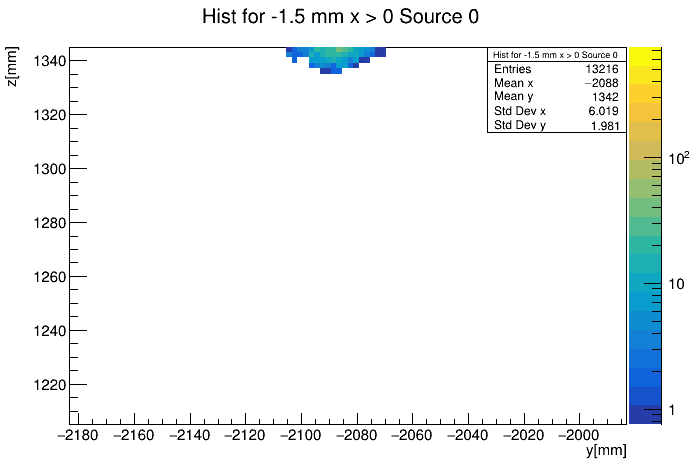 Hist for -1.5 mm x > 0 Source 0
z[mm]
1340
1320
1300
1280
1260
1240
1220
Hist for -1.5 mm x > 0 Source 0
Entries 13216
Mean x −2088
Mean y 1342
Std Dev x 6.019
Std Dev y 1.981
10²
10
1
−2180 −2160 −2140 −2120 −2100 −2080 −2060 −2040 −2020 −2000
y[mm]